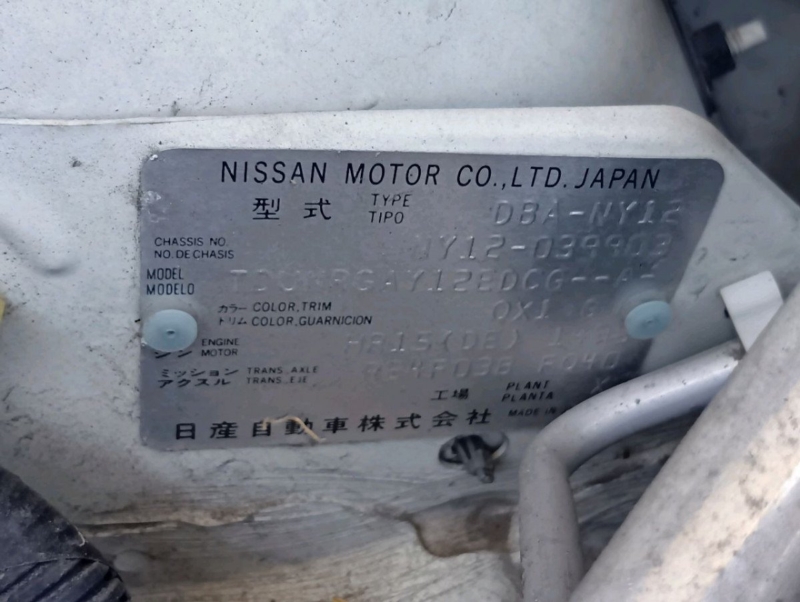 NISSAN MOTOR CO.,LTD. JAPAN
型式 TYPE TIPO DBA-NY12
CHASSIS NO. NO. DE CHASIS NY12-039903
MODEL MODELO
カラー COLOR, TRIM
トリム COLOR, GUARNICION QX1 G
ENGINE MOTOR HR15(DE)
ミッション TRANS. AXLE
アクスル TRANS. EJE RE4F03B
工場 PLANT PLANTA
日産自動車株式会社 MADE IN